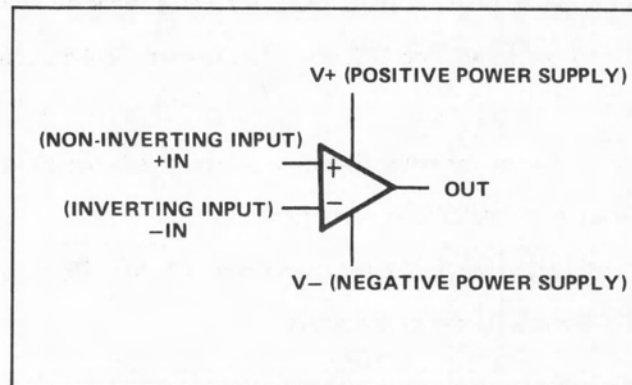 V+ (POSITIVE POWER SUPPLY)
(NON-INVERTING INPUT)
+IN
+
OUT
−
(INVERTING INPUT)
−IN
V− (NEGATIVE POWER SUPPLY)